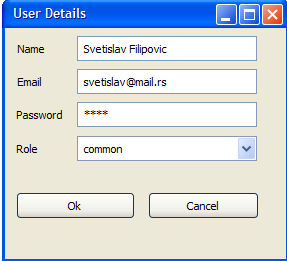 User Details
Name Svetislav Filipovic
Email svetislav@mail.rs
Password ****
Role common
Ok Cancel